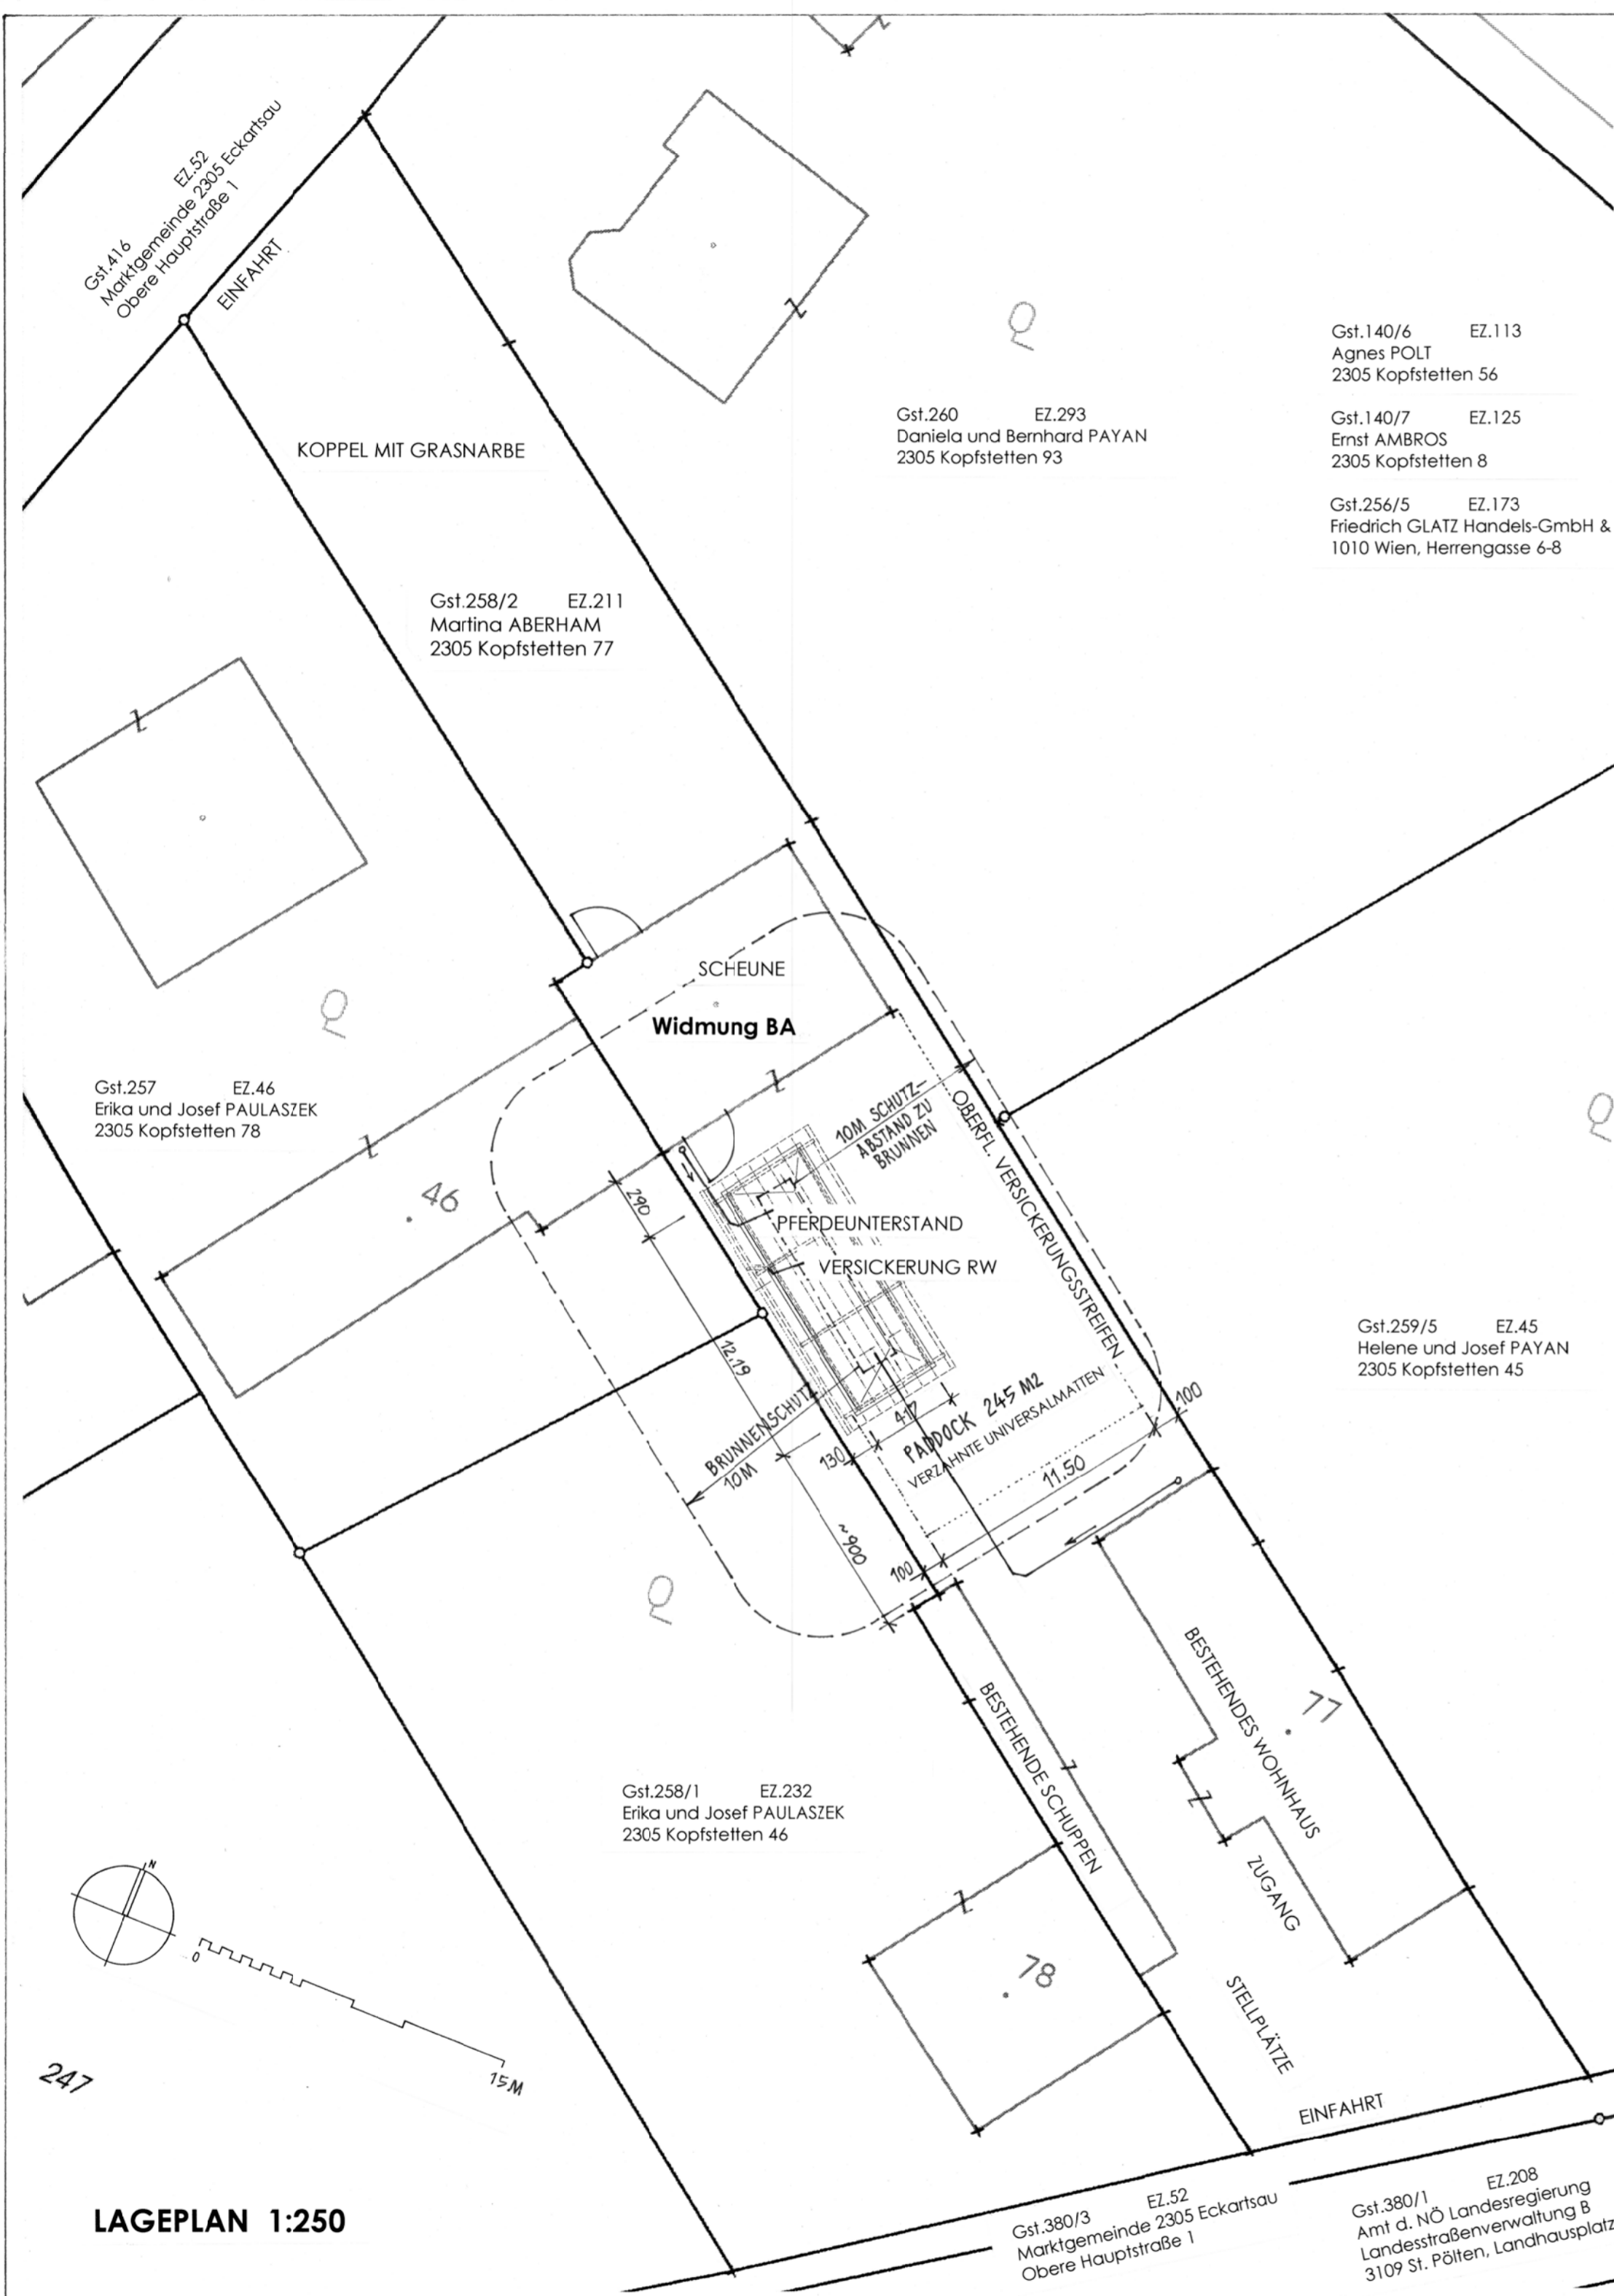 Gst.416 EZ.52
Marktgemeinde 2305 Eckartsau
Obere Hauptstraße 1
EINFAHRT
KOPPEL MIT GRASNARBE
Gst.260 EZ.293
Daniela und Bernhard PAYAN
2305 Kopfstetten 93
Gst.140/6 EZ.113
Agnes POLT
2305 Kopfstetten 56
Gst.140/7 EZ.125
Ernst AMBROS
2305 Kopfstetten 8
Gst.256/5 EZ.173
Friedrich GLATZ Handels-GmbH &
1010 Wien, Herrengasse 6-8
Gst.258/2 EZ.211
Martina ABERHAM
2305 Kopfstetten 77
SCHEUNE
Widmung BA
Gst.257 EZ.46
Erika und Josef PAULASZEK
2305 Kopfstetten 78
46
10M SCHUTZ-
ABSTAND ZU
BRUNNEN
OBERFL. VERSICKERUNGSSTREIFEN
290
PFERDEUNTERSTAND
VERSICKERUNG RW
12.19
BRUNNENSCHUTZ
10M
130
417
PADDOCK 245 M2
VERZAHNTE UNIVERSALMATTEN
100
11.50
~900
100
Gst.259/5 EZ.45
Helene und Josef PAYAN
2305 Kopfstetten 45
BESTEHENDE SCHUPPEN
BESTEHENDES WOHNHAUS
77
ZUGANG
Gst.258/1 EZ.232
Erika und Josef PAULASZEK
2305 Kopfstetten 46
78
STELLPLÄTZE
EINFAHRT
N
0
15M
247
LAGEPLAN 1:250
Gst.380/3 EZ.52
Marktgemeinde 2305 Eckartsau
Obere Hauptstraße 1
Gst.380/1 EZ.208
Amt d. NÖ Landesregierung
Landesstraßenverwaltung B
3109 St. Pölten, Landhausplatz